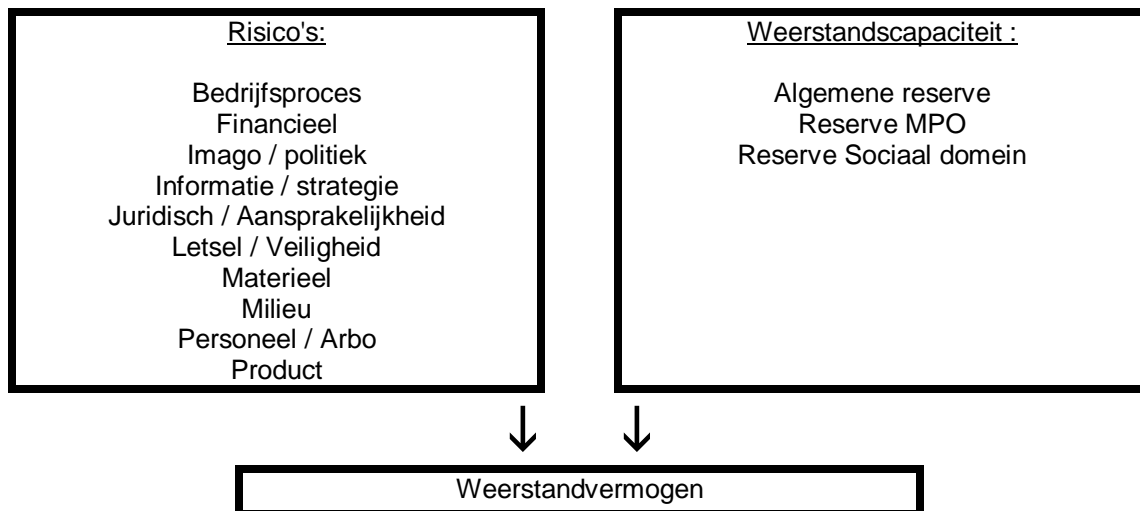 Risico's:
Bedrijfsproces
Financieel
Imago / politiek
Informatie / strategie
Juridisch / Aansprakelijkheid
Letsel / Veiligheid
Materieel
Milieu
Personeel / Arbo
Product
Weerstandscapaciteit :
Algemene reserve
Reserve MPO
Reserve Sociaal domein
Weerstandvermogen